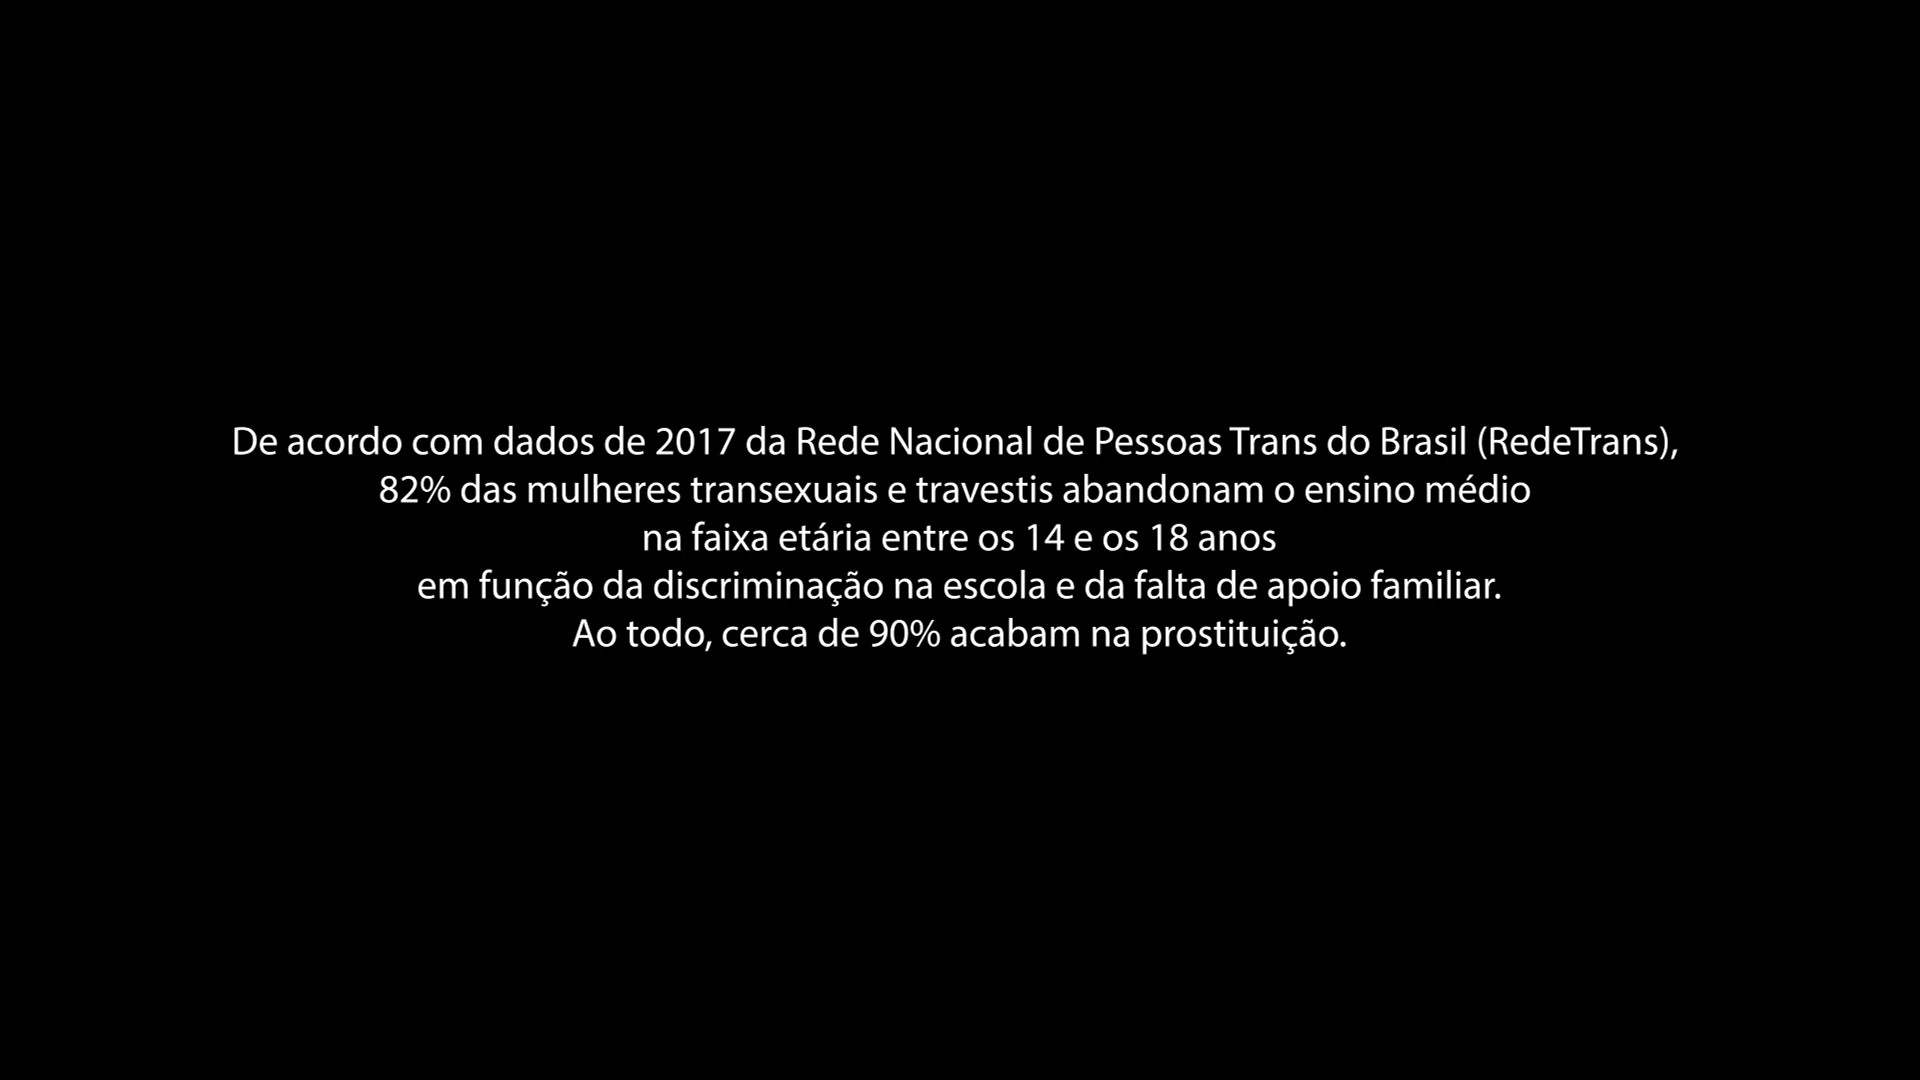 De acordo com dados de 2017 da Rede Nacional de Pessoas Trans do Brasil (RedeTrans),
82% das mulheres transexuais e travestis abandonam o ensino médio
na faixa etária entre os 14 e os 18 anos
em função da discriminação na escola e da falta de apoio familiar.
Ao todo, cerca de 90% acabam na prostituição.